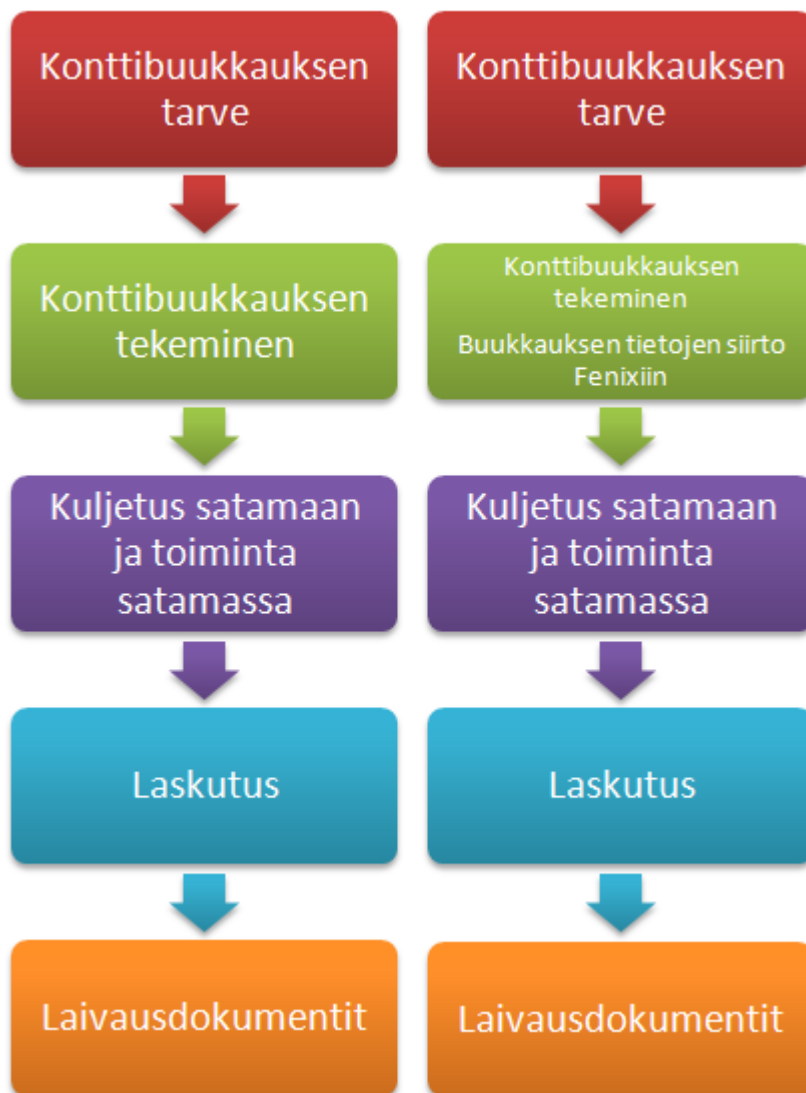 Konttibuukkauksen
tarve
Konttibuukkauksen
tekeminen
Kuljetus satamaan
ja toiminta
satamassa
Laskutus
Laivausdokumentit
Konttibuukkauksen
tarve
Konttibuukkauksen
tekeminen
Buukkauksen tietojen siirto
Fenixiin
Kuljetus satamaan
ja toiminta
satamassa
Laskutus
Laivausdokumentit